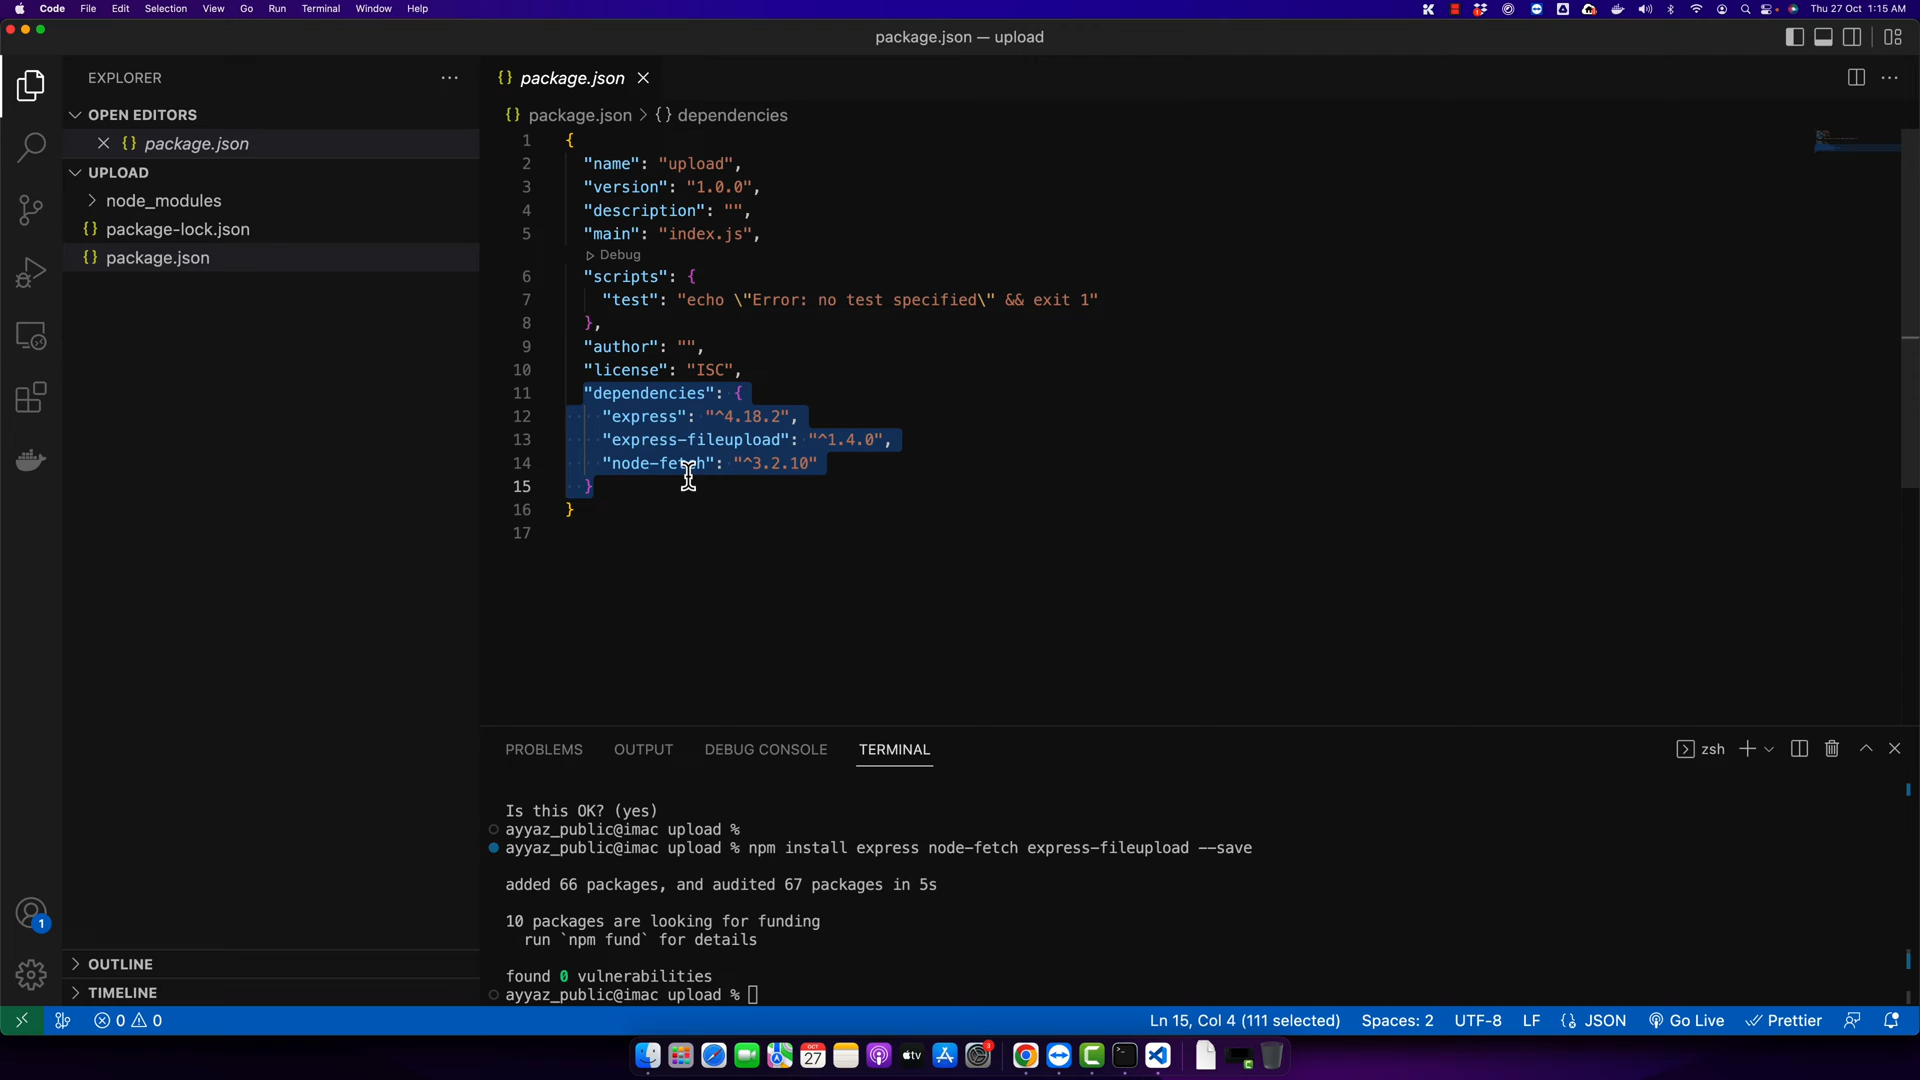 Code File Edit Selection View Go Run Terminal Window Help
Thu 27 Oct 1:15 AM
package.json — upload
EXPLORER
OPEN EDITORS
{} package.json
UPLOAD
node_modules
{} package-lock.json
{} package.json
OUTLINE
TIMELINE
{} package.json
{} package.json > {} dependencies
1 {
2 "name": "upload",
3 "version": "1.0.0",
4 "description": "",
5 "main": "index.js",
Debug
6 "scripts": {
7 "test": "echo \"Error: no test specified\" && exit 1"
8 },
9 "author": "",
10 "license": "ISC",
11 "dependencies": {
12 "express": "^4.18.2",
13 "express-fileupload": "^1.4.0",
14 "node-fetch": "^3.2.10"
15 }
16 }
17
PROBLEMS OUTPUT DEBUG CONSOLE TERMINAL
zsh
Is this OK? (yes)
ayyaz_public@imac upload %
ayyaz_public@imac upload % npm install express node-fetch express-fileupload --save
added 66 packages, and audited 67 packages in 5s
10 packages are looking for funding
run `npm fund` for details
found 0 vulnerabilities
ayyaz_public@imac upload %
1
0 0
Ln 15, Col 4 (111 selected) Spaces: 2 UTF-8 LF {} JSON Go Live Prettier
OCT
27
tv
3